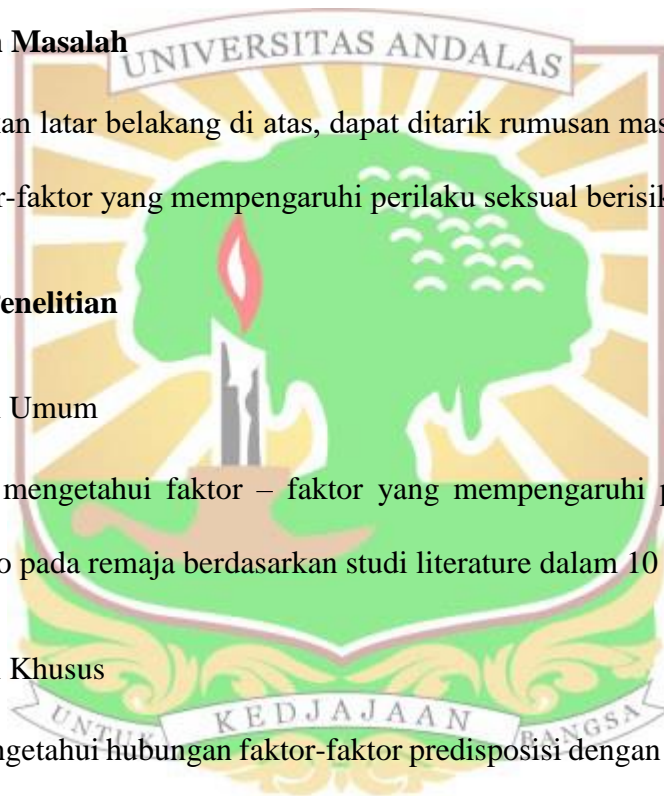 n Masalah
UNIVERSITAS ANDALAS
an latar belakang di atas, dapat ditarik rumusan mas
r-faktor yang mempengaruhi perilaku seksual berisik
Penelitian
Umum
mengetahui faktor – faktor yang mempengaruhi p
o pada remaja berdasarkan studi literature dalam 10
Khusus
UNTUK KEDJAJAAN BANGSA
ngetahui hubungan faktor-faktor predisposisi dengan